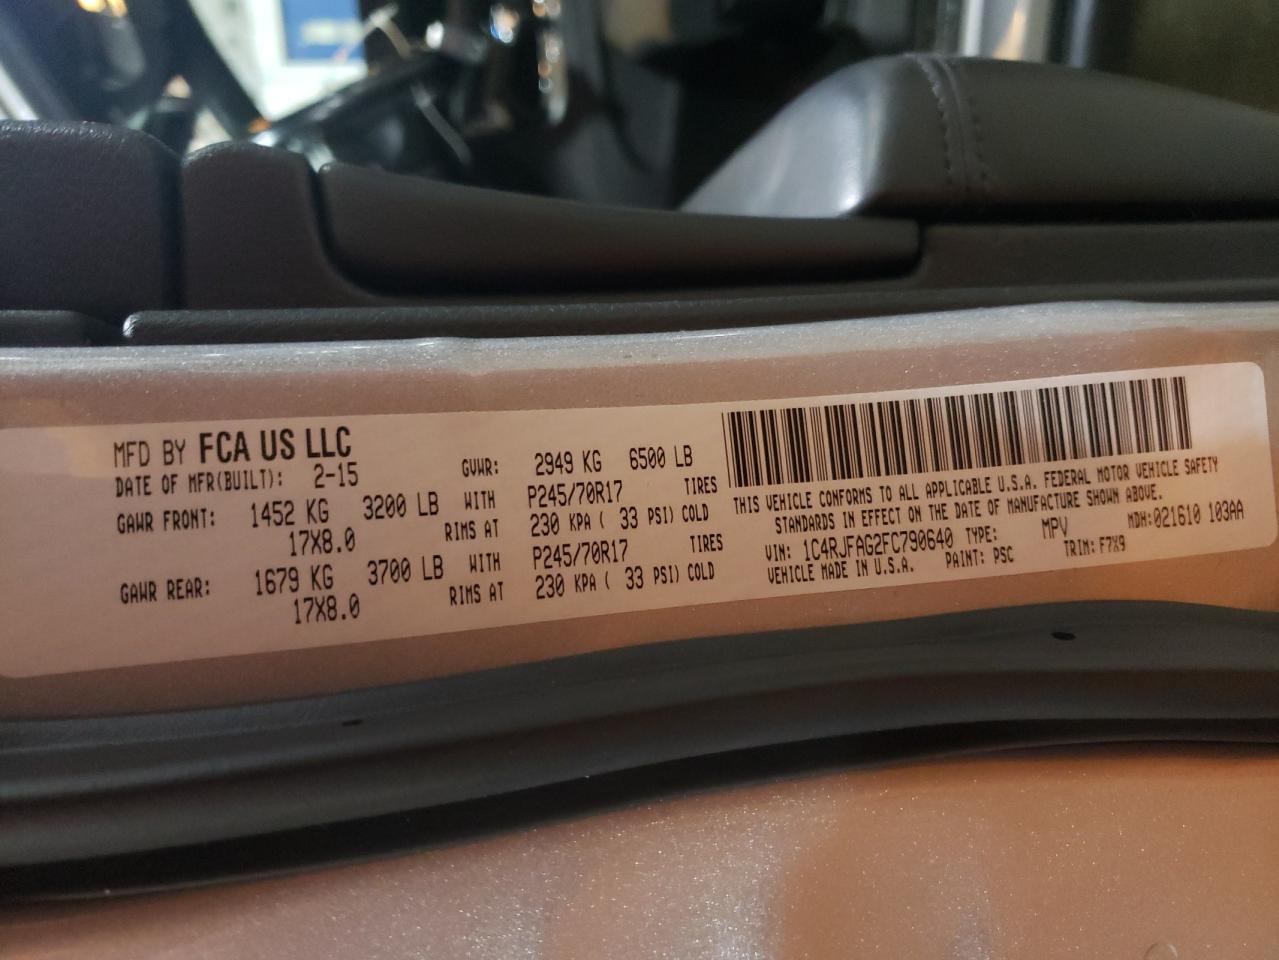 MFD BY FCA US LLC
DATE OF MFR(BUILT): 2-15 GVWR: 2949 KG 6500 LB
GAWR FRONT: 1452 KG 3200 LB WITH P245/70R17 TIRES
17X8.0 RIMS AT 230 KPA ( 33 PSI) COLD
GAWR REAR: 1679 KG 3700 LB WITH P245/70R17 TIRES
17X8.0 RIMS AT 230 KPA ( 33 PSI) COLD
THIS VEHICLE CONFORMS TO ALL APPLICABLE U.S.A. FEDERAL MOTOR VEHICLE SAFETY
STANDARDS IN EFFECT ON THE DATE OF MANUFACTURE SHOWN ABOVE.
VIN: 1C4RJFAG2FC790640 TYPE: MPV MDH:021610 103AA
VEHICLE MADE IN U.S.A. PAINT: PSC TRIM: F7X9